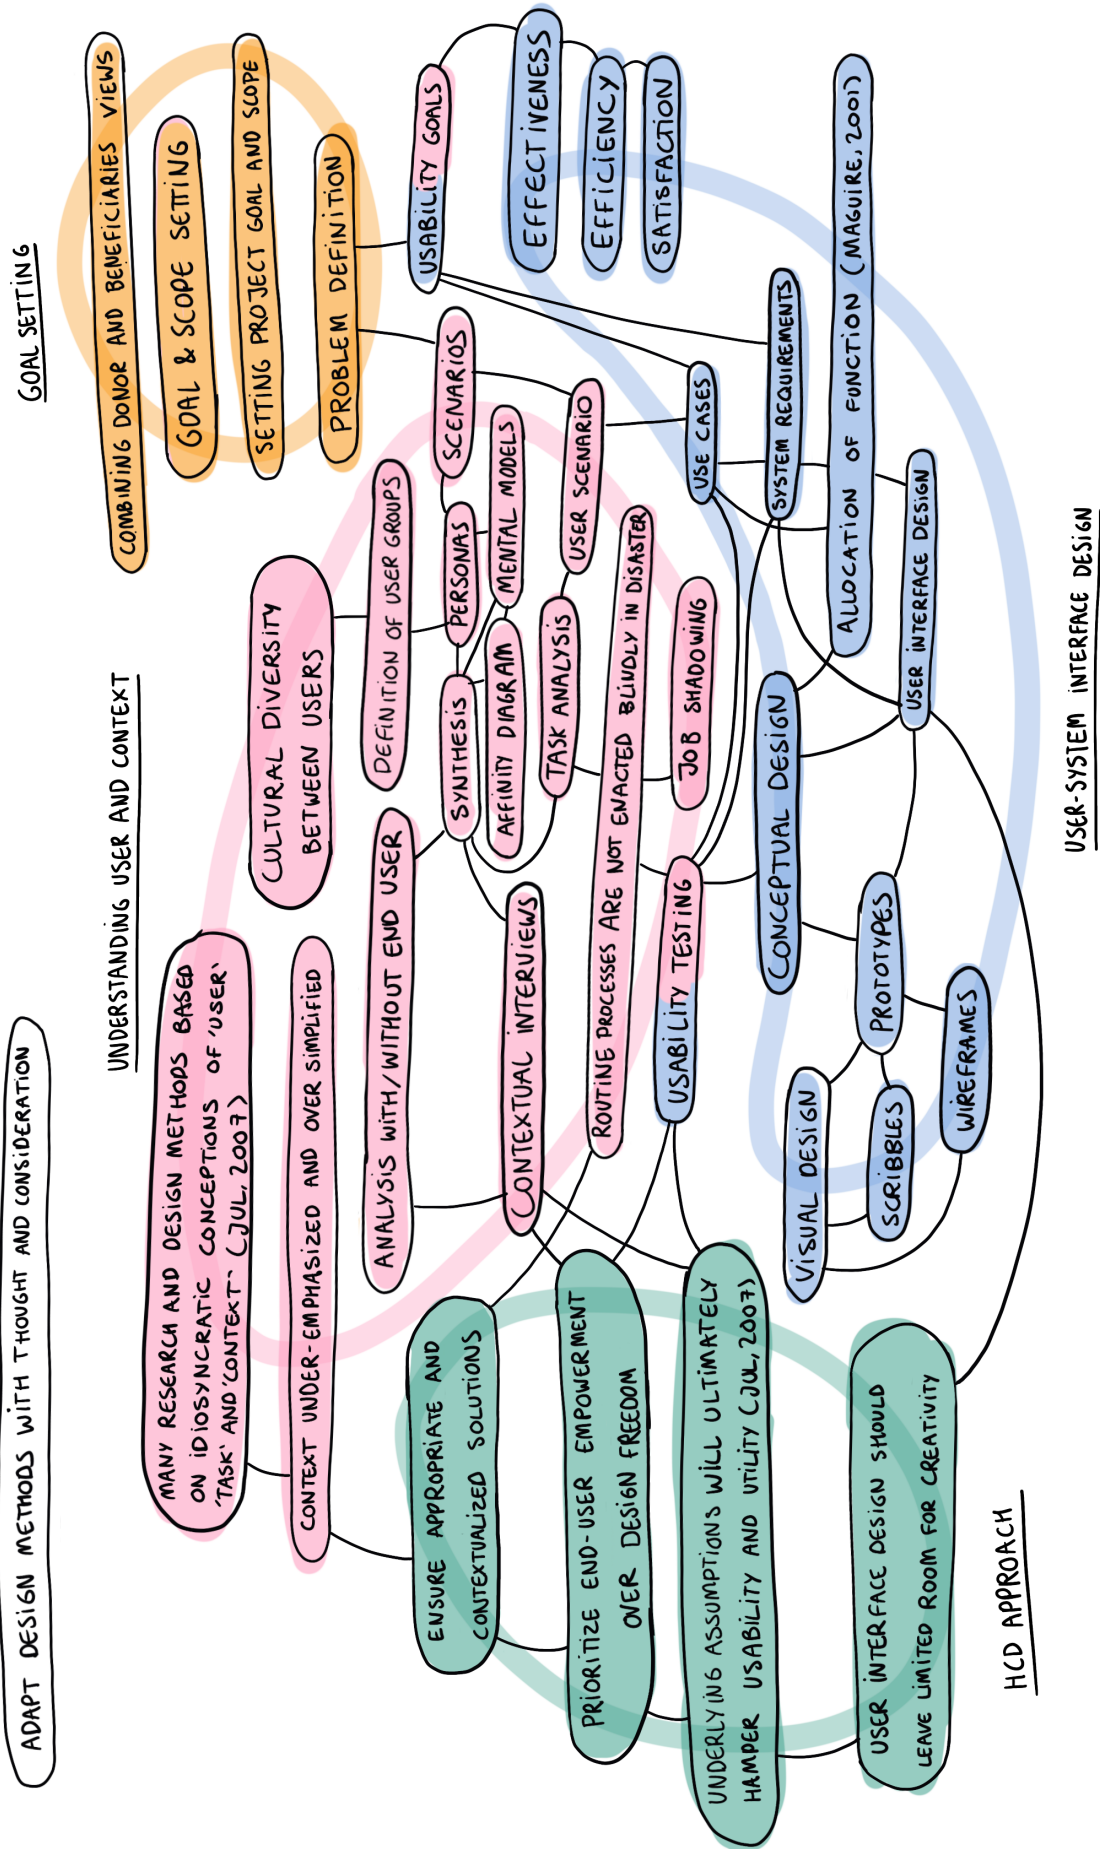 ADAPT DESIGN METHODS WITH THOUGHT AND CONSIDERATION
UNDERSTANDING USER AND CONTEXT
GOAL SETTING
MANY RESEARCH AND DESIGN METHODS BASED
ON IDIOSYNCRATIC CONCEPTIONS OF 'USER'
'TASK' AND 'CONTEXT' (JUL, 2007)
CONTEXT UNDER-EMPHASIZED AND OVER SIMPLIFIED
CULTURAL DIVERSITY
BETWEEN USERS
DEFINITION OF USER GROUPS
ANALYSIS WITH/WITHOUT END USER
COMBINING DONOR AND BENEFICIARIES VIEWS
GOAL & SCOPE SETTING
SETTING PROJECT GOAL AND SCOPE
PROBLEM DEFINITION
SYNTHESIS
PERSONAS
SCENARIOS
AFFINITY DIAGRAM
MENTAL MODELS
CONTEXTUAL INTERVIEWS
TASK ANALYSIS
USER SCENARIO
ROUTINE PROCESSES ARE NOT ENACTED BLINDLY IN DISASTER
JOB SHADOWING
USABILITY TESTING
USABILITY GOALS
EFFECTIVENESS
EFFICIENCY
SATISFACTION
USE CASES
SYSTEM REQUIREMENTS
ALLOCATION OF FUNCTION (MAGUIRE, 2001)
USER INTERFACE DESIGN
CONCEPTUAL DESIGN
PROTOTYPES
VISUAL DESIGN
SCRIBBLES
WIREFRAMES
ENSURE APPROPRIATE AND
CONTEXTUALIZED SOLUTIONS
PRIORITIZE END-USER EMPOWERMENT
OVER DESIGN FREEDOM
UNDERLYING ASSUMPTIONS WILL ULTIMATELY
HAMPER USABILITY AND UTILITY (JUL, 2007)
USER INTERFACE DESIGN SHOULD
LEAVE LIMITED ROOM FOR CREATIVITY
HCD APPROACH
USER-SYSTEM INTERFACE DESIGN